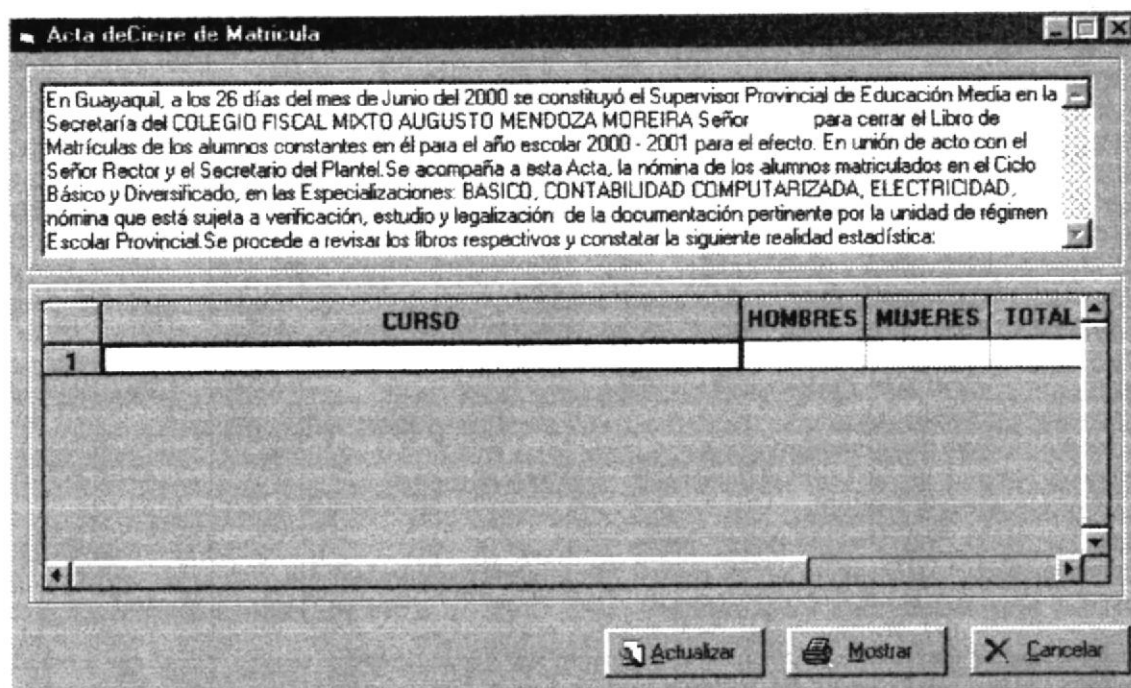 Acta deCierre de Matricula
En Guayaquil, a los 26 días del mes de Junio del 2000 se constituyó el Supervisor Provincial de Educación Media en la
Secretaría del COLEGIO FISCAL MIXTO AUGUSTO MENDOZA MOREIRA Señor para cerrar el Libro de
Matrículas de los alumnos constantes en él para el año escolar 2000 - 2001 para el efecto. En unión de acto con el
Señor Rector y el Secretario del Plantel.Se acompaña a esta Acta, la nómina de los alumnos matriculados en el Ciclo
Básico y Diversificado, en las Especializaciones: BASICO, CONTABILIDAD COMPUTARIZADA, ELECTRICIDAD,
nómina que está sujeta a verificación, estudio y legalización de la documentación pertinente por la unidad de régimen
Escolar Provincial.Se procede a revisar los libros respectivos y constatar la siguiente realidad estadística:
CURSO HOMBRES MUJERES TOTAL
1
Actualizar Mostrar Cancelar